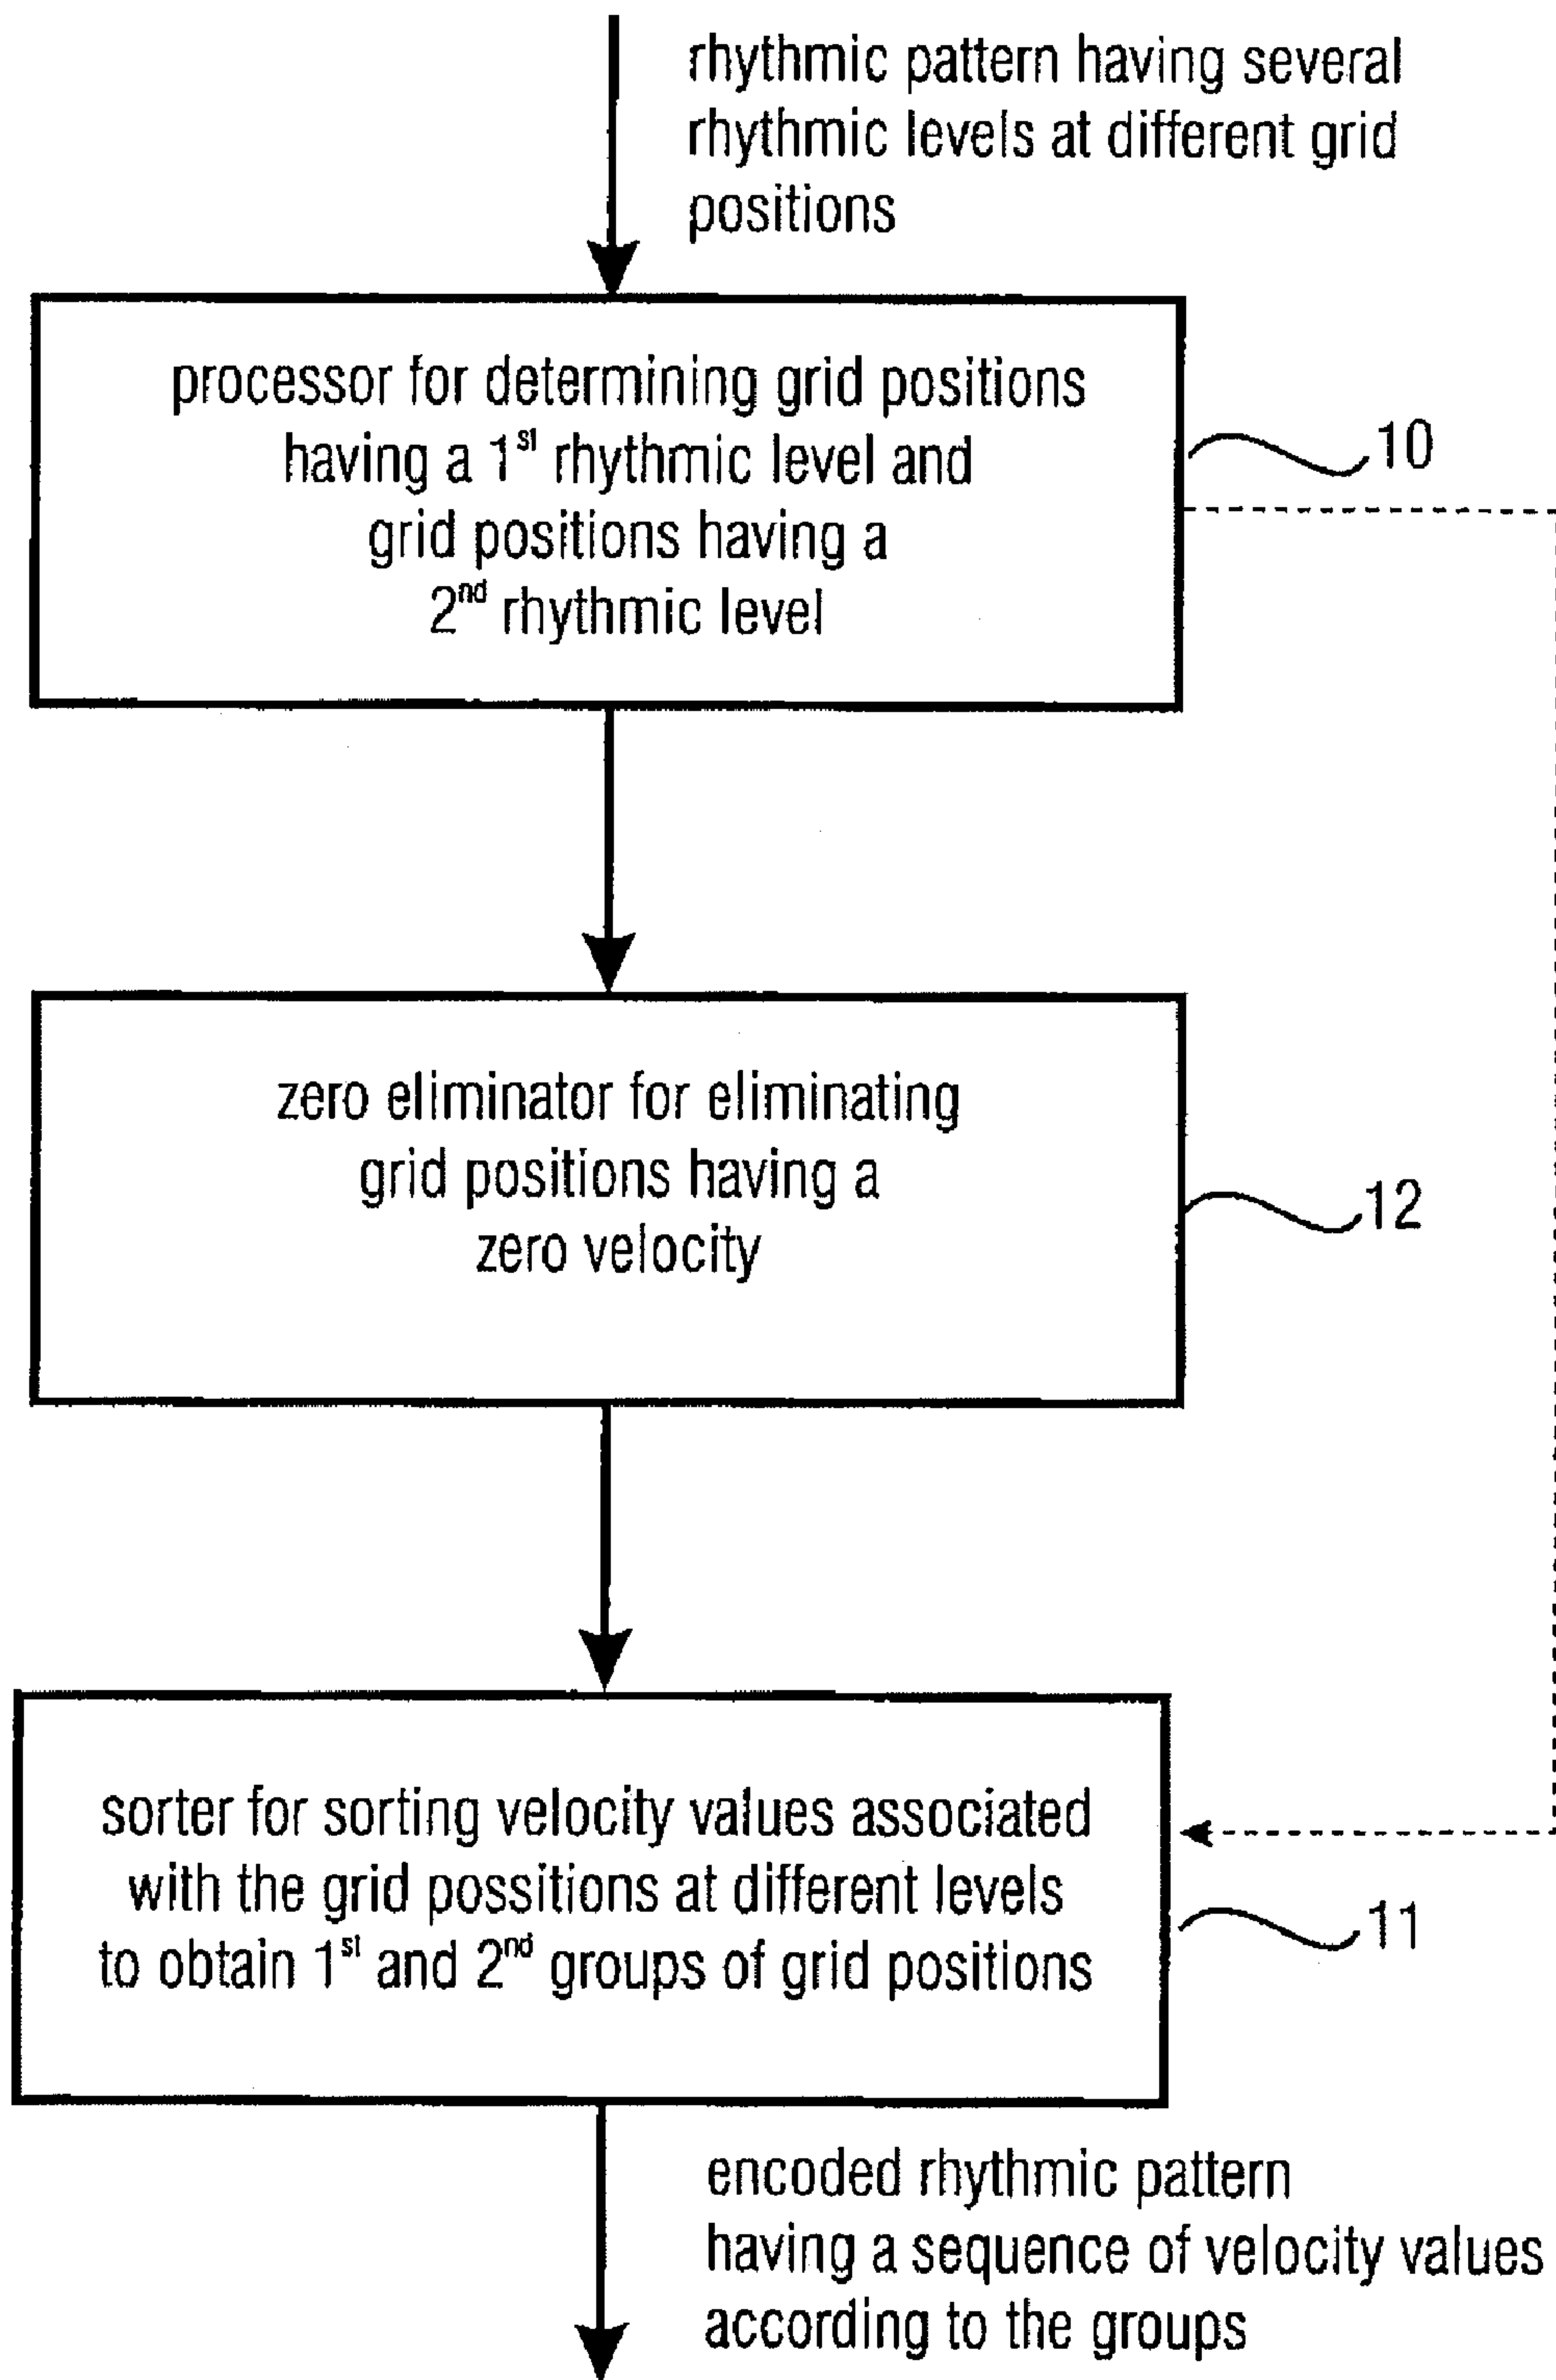 rhythmic pattern having several
rhythmic levels at different grid
positions
processor for determining grid positions
having a 1st rhythmic level and
grid positions having a
2nd rhythmic level
10
zero eliminator for eliminating
grid positions having a
zero velocity
12
sorter for sorting velocity values associated
with the grid possitions at different levels
to obtain 1st and 2nd groups of grid positions
11
encoded rhythmic pattern
having a sequence of velocity values
according to the groups